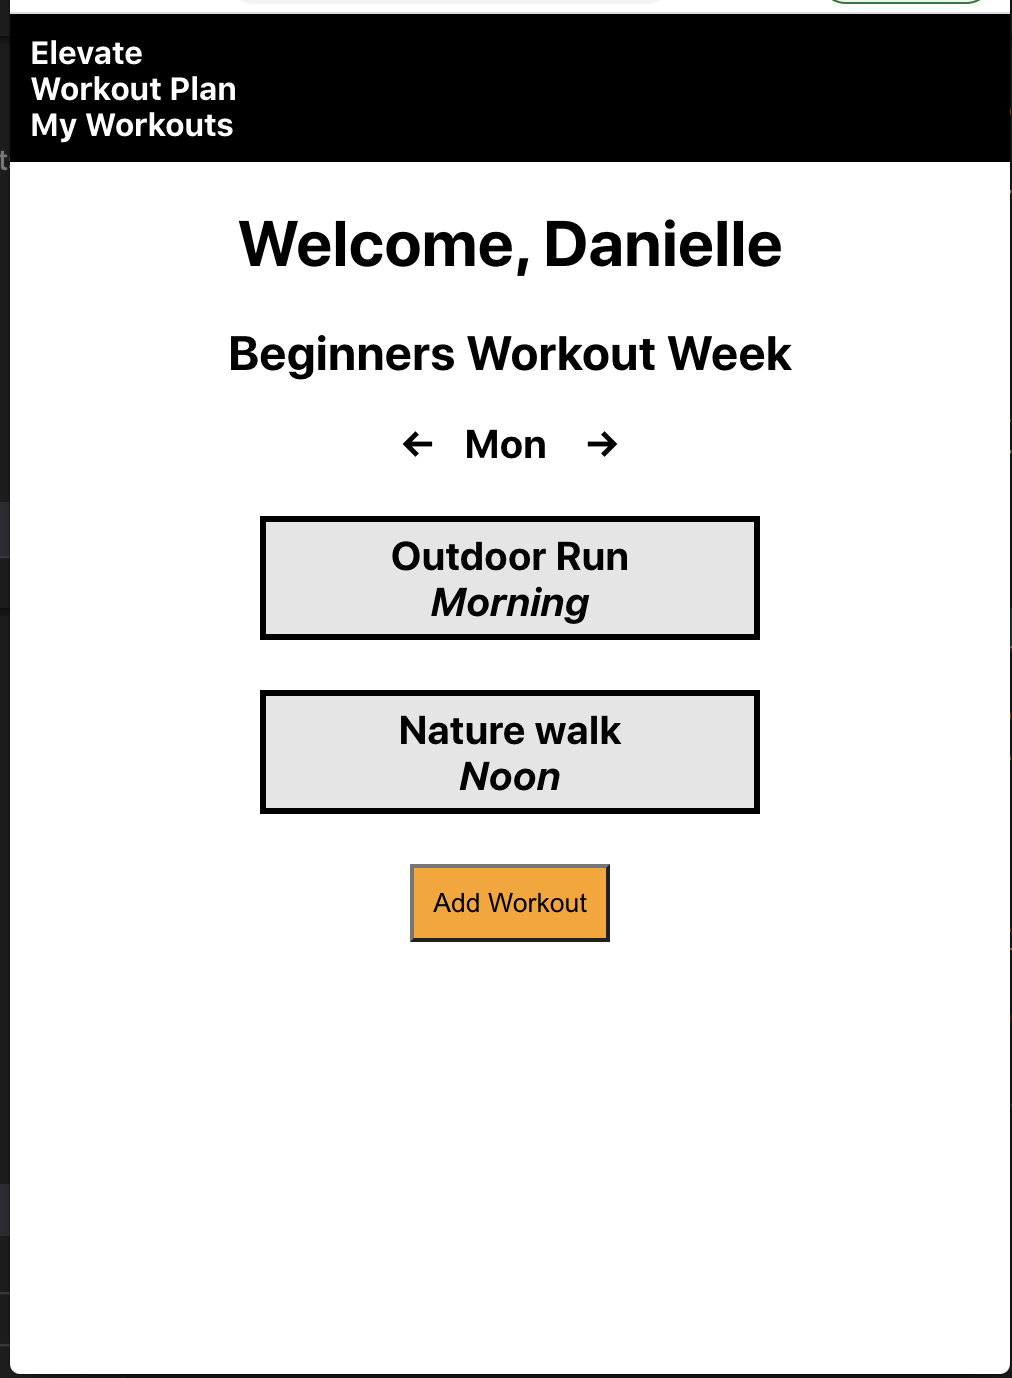 Elevate
Workout Plan
My Workouts
Welcome, Danielle
Beginners Workout Week
← Mon →
Outdoor Run
Morning
Nature walk
Noon
Add Workout